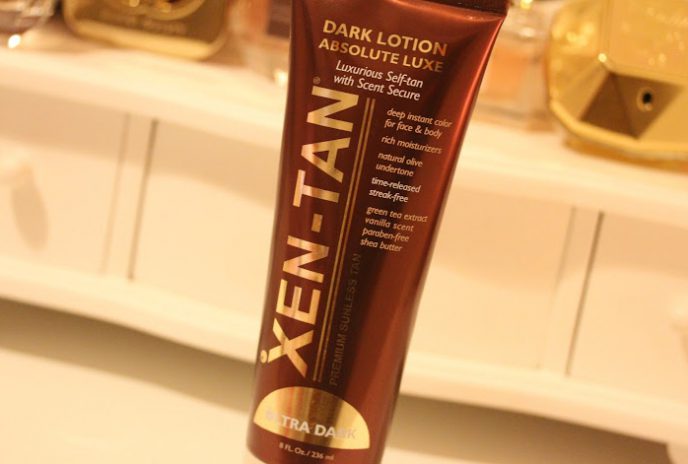 DARK LOTION
ABSOLUTE LUXE
Luxurious Self-tan
with Scent Secure
XEN-TAN®
PREMIUM SUNLESS TAN
deep instant color
for face & body
rich moisturizers
natural olive
undertone
time-released
streak-free
green tea extract
vanilla scent
paraben-free
shea butter
ULTRA DARK
8 FL. Oz. / 236 ml